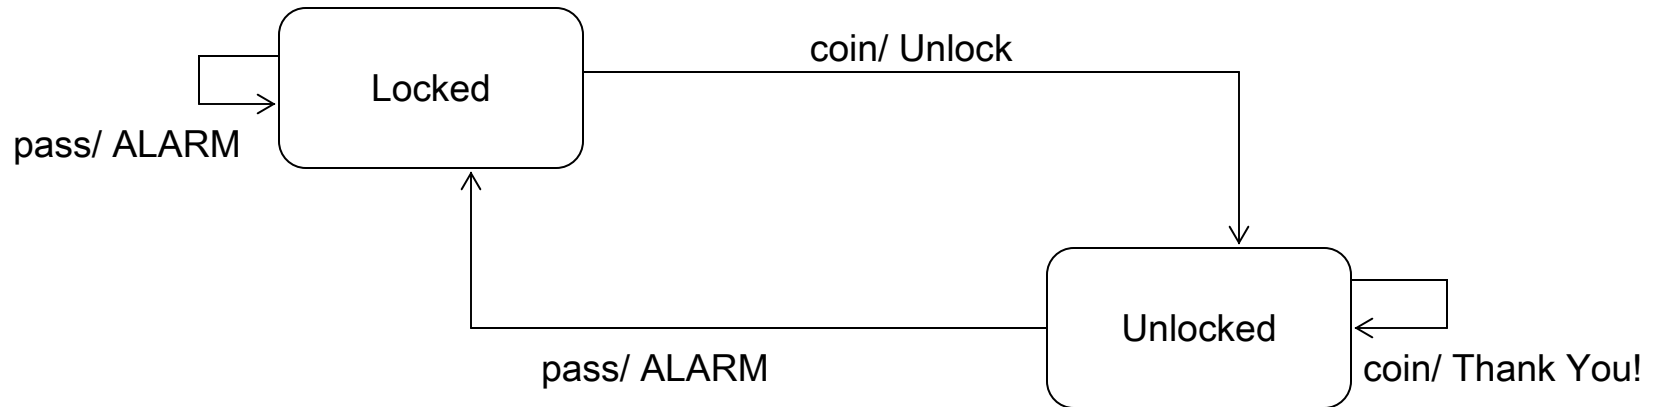 coin/ Unlock
Locked
pass/ ALARM
Unlocked
pass/ ALARM
coin/ Thank You!